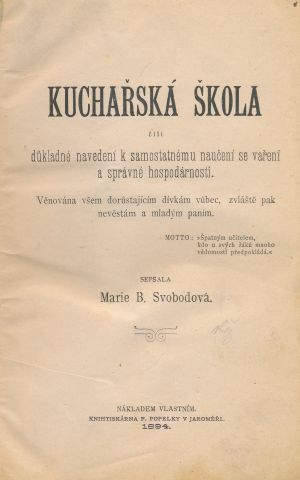 KUCHAŘSKÁ ŠKOLA
čili
důkladné navedení k samostatnému naučení se vaření
a správné hospodárnosti.
Věnována všem dorůstajícím dívkám vůbec, zvláště pak
nevěstám a mladým paním.
MOTTO: »Špatným učitelem,
kdo u svých žáků mnoho
vědomostí předpokládá.«
SEPSALA
Marie B. Svobodová.
NÁKLADEM VLASTNÍM.
KNIHTISKÁRNA F. POPELKY V JAROMĚŘI.
1894.